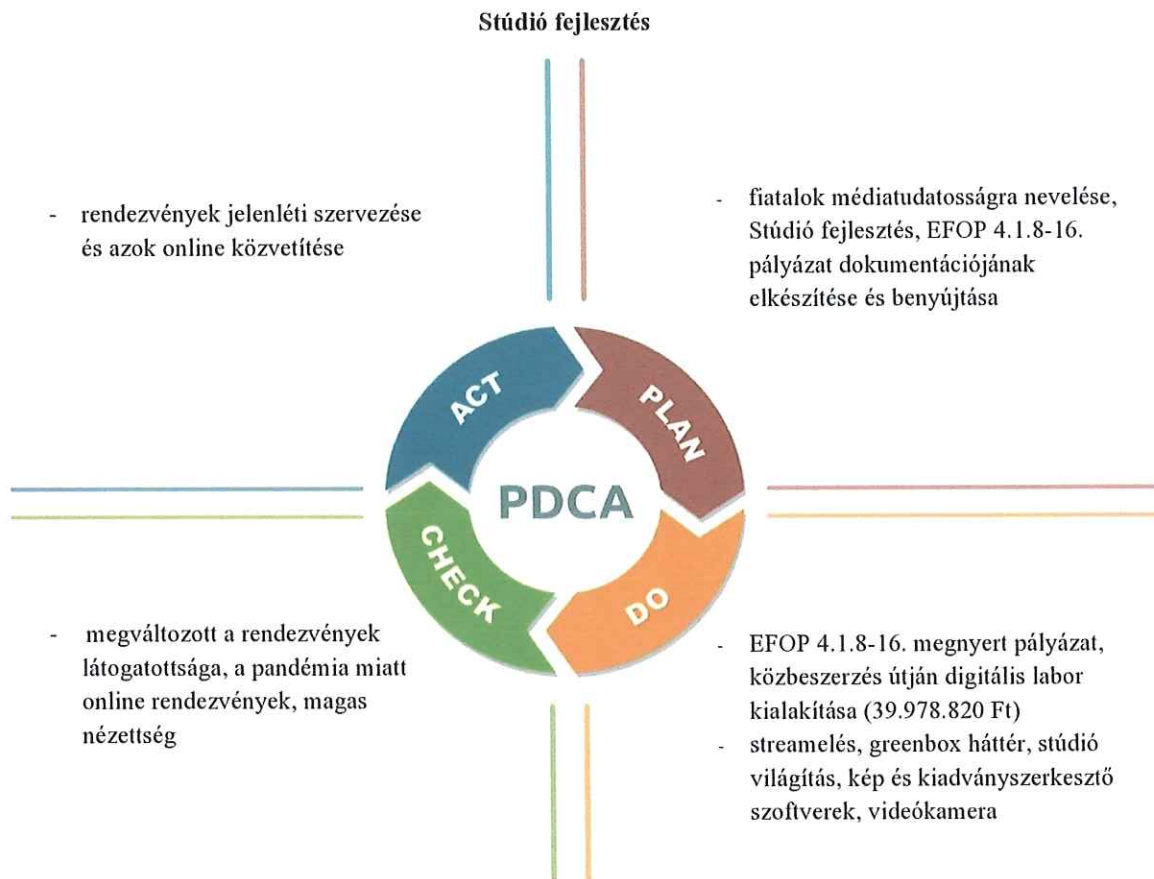 Stúdió fejlesztés
- rendezvények jelenléti szervezése
és azok online közvetítése
- fiatalok médiatudatosságra nevelése,
Stúdió fejlesztés, EFOP 4.1.8-16.
pályázat dokumentációjának
elkészítése és benyújtása
ACT
PLAN
PDCA
CHECK
DO
- megváltozott a rendezvények
látogatottsága, a pandémia miatt
online rendezvények, magas
nézettség
- EFOP 4.1.8-16. megnyert pályázat,
közbeszerzés útján digitális labor
kialakítása (39.978.820 Ft)
- streamelés, greenbox háttér, stúdió
világítás, kép és kiadványszerkesztő
szoftverek, videókamera